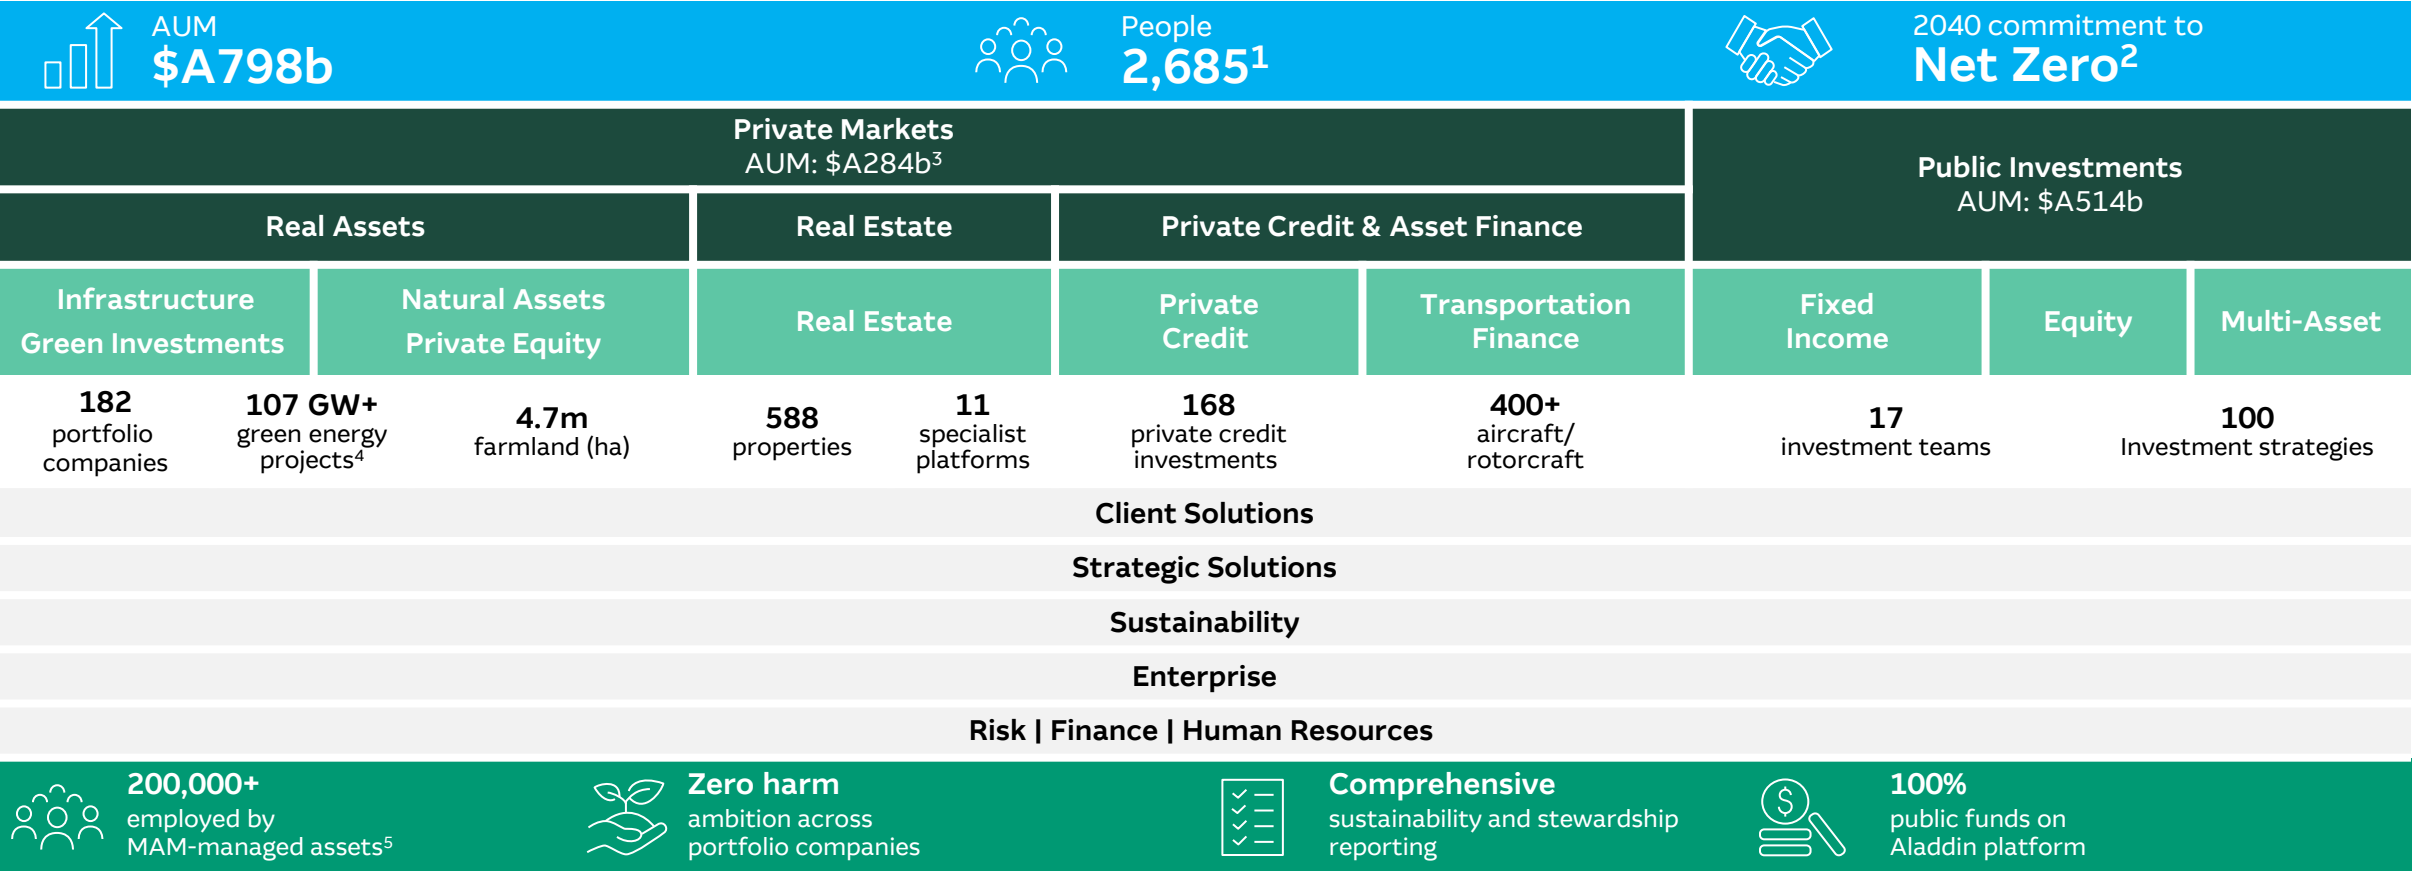 AUM
$A798b
People
2,685¹
2040 commitment to
Net Zero²
Private Markets
AUM: $A284b³
Public Investments
AUM: $A514b
Real Assets
Real Estate
Private Credit & Asset Finance
Infrastructure
Green Investments
Natural Assets
Private Equity
Real Estate
Private
Credit
Transportation
Finance
Fixed
Income
Equity
Multi-Asset
182
portfolio
companies
107 GW+
green energy
projects⁴
4.7m
farmland (ha)
588
properties
11
specialist
platforms
168
private credit
investments
400+
aircraft/
rotorcraft
17
investment teams
100
Investment strategies
Client Solutions
Strategic Solutions
Sustainability
Enterprise
Risk | Finance | Human Resources
200,000+
employed by
MAM-managed assets⁵
Zero harm
ambition across
portfolio companies
Comprehensive
sustainability and stewardship
reporting
100%
public funds on
Aladdin platform